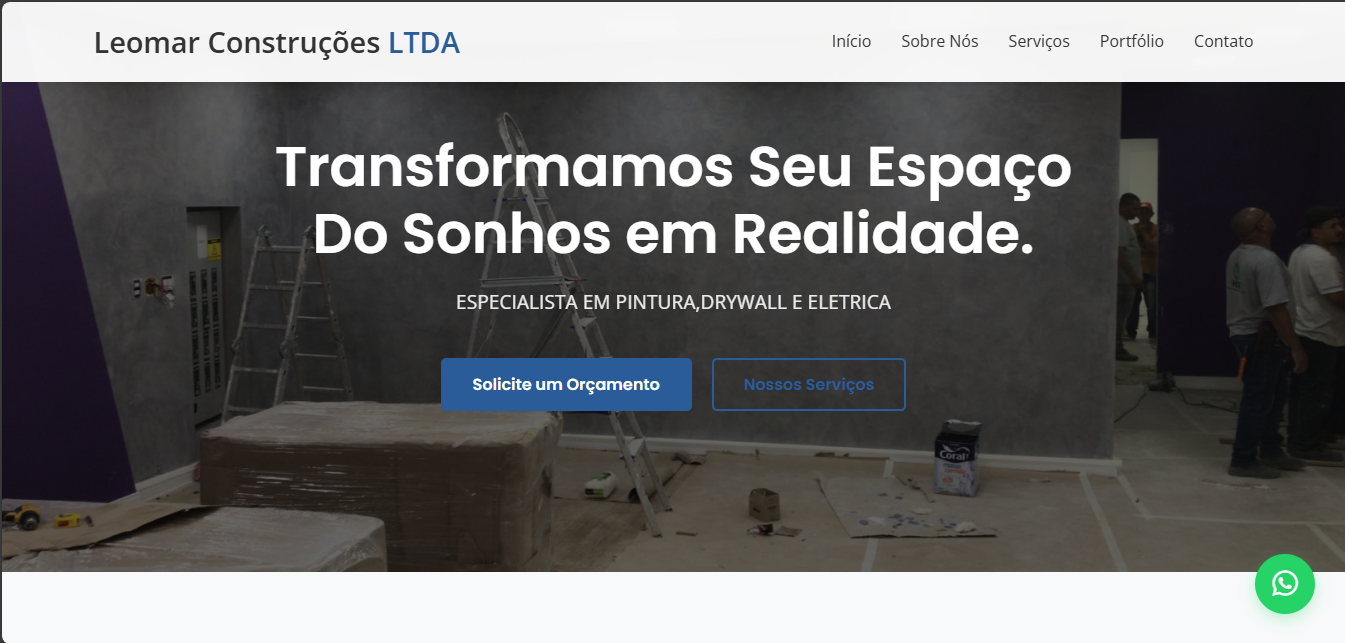 Leomar Construções LTDA
Início Sobre Nós Serviços Portfólio Contato
Transformamos Seu Espaço
Do Sonhos em Realidade.
ESPECIALISTA EM PINTURA,DRYWALL E ELETRICA
Solicite um Orçamento
Nossos Serviços
Coral